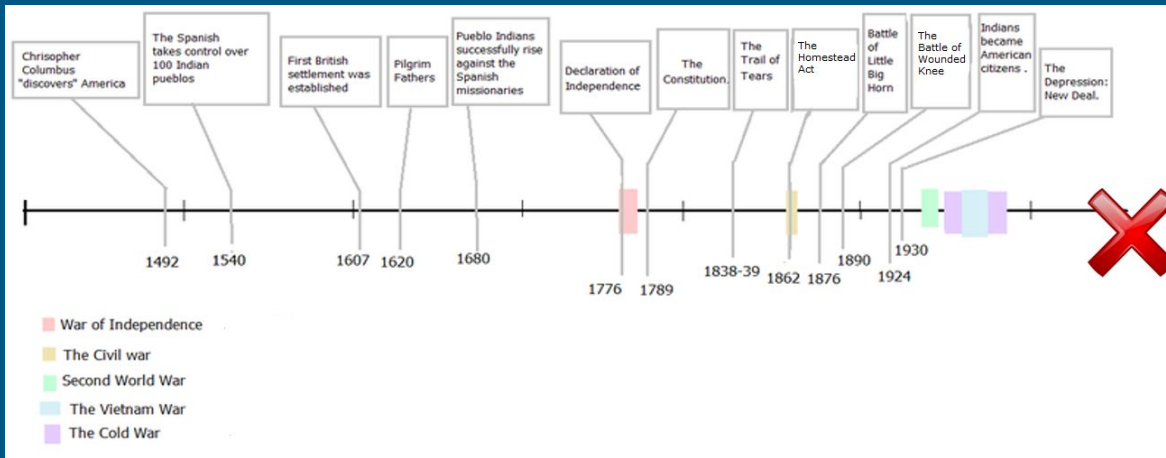 Chrisopher
Columbus
"discovers" America
The Spanish
takes control over
100 Indian
pueblos
First British
settlement was
established
Pilgrim
Fathers
Pueblo Indians
successfully rise
against the
Spanish
missionaries
Declaration of
Independence
The
Constitution.
The
Trail of
Tears
The
Homestead
Act
Battle
of
Little
Big
Horn
The
Battle of
Wounded
Knee
Indians
became
American
citizens .
The
Depression:
New Deal.
1492
1540
1607
1620
1680
1776
1789
1838-39
1862
1876
1890
1924
1930
War of Independence
The Civil war
Second World War
The Vietnam War
The Cold War